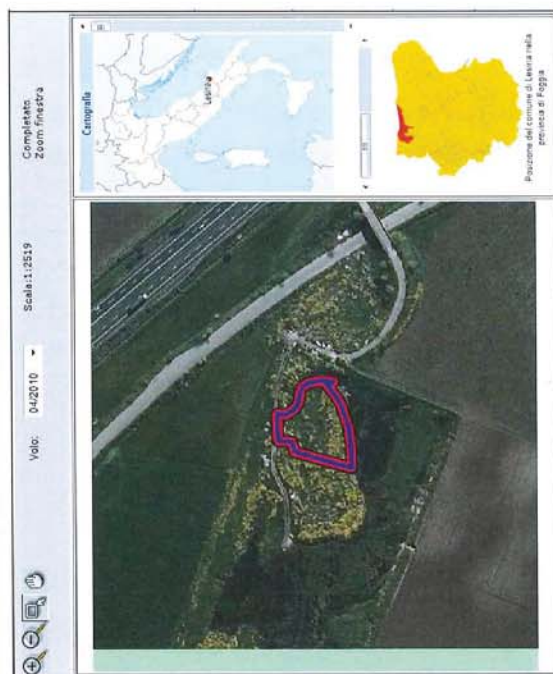 Volo: 04/2010 Scala:1:2519 Completato
Zoom finestra
Cartografia
Lesina
Posizione del comune di Lesina nella
provincia di Foggia